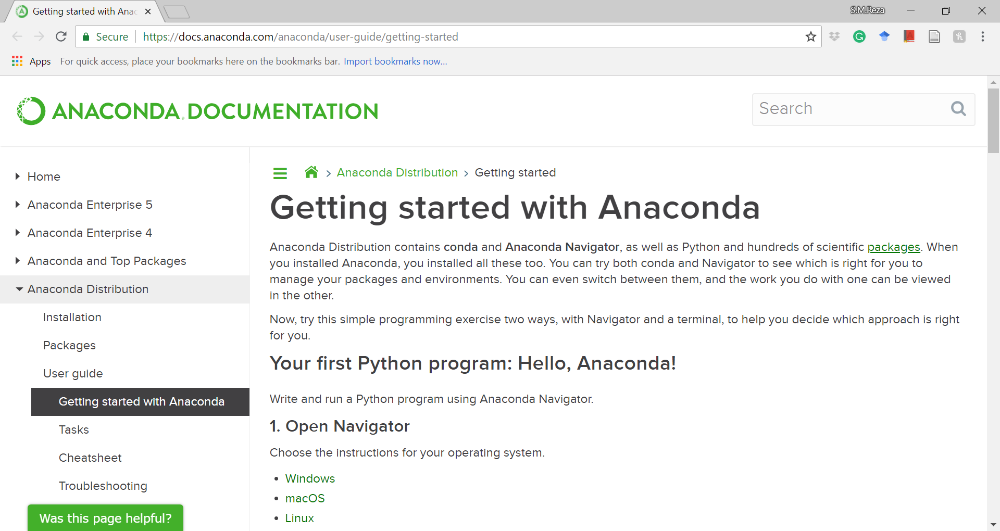 Getting started with Anac
S.M.Reza
Secure
https://docs.anaconda.com/anaconda/user-guide/getting-started
Apps
For quick access, place your bookmarks here on the bookmarks bar. Import bookmarks now...
ANACONDA. DOCUMENTATION
Search
Home
Anaconda Enterprise 5
Anaconda Enterprise 4
Anaconda and Top Packages
Anaconda Distribution
Installation
Packages
User guide
Getting started with Anaconda
Tasks
Cheatsheet
Troubleshooting
Was this page helpful?
> Anaconda Distribution > Getting started
Getting started with Anaconda
Anaconda Distribution contains conda and Anaconda Navigator, as well as Python and hundreds of scientific packages. When
you installed Anaconda, you installed all these too. You can try both conda and Navigator to see which is right for you to
manage your packages and environments. You can even switch between them, and the work you do with one can be viewed
in the other.
Now, try this simple programming exercise two ways, with Navigator and a terminal, to help you decide which approach is right
for you.
Your first Python program: Hello, Anaconda!
Write and run a Python program using Anaconda Navigator.
1. Open Navigator
Choose the instructions for your operating system.
• Windows
• macOS
• Linux